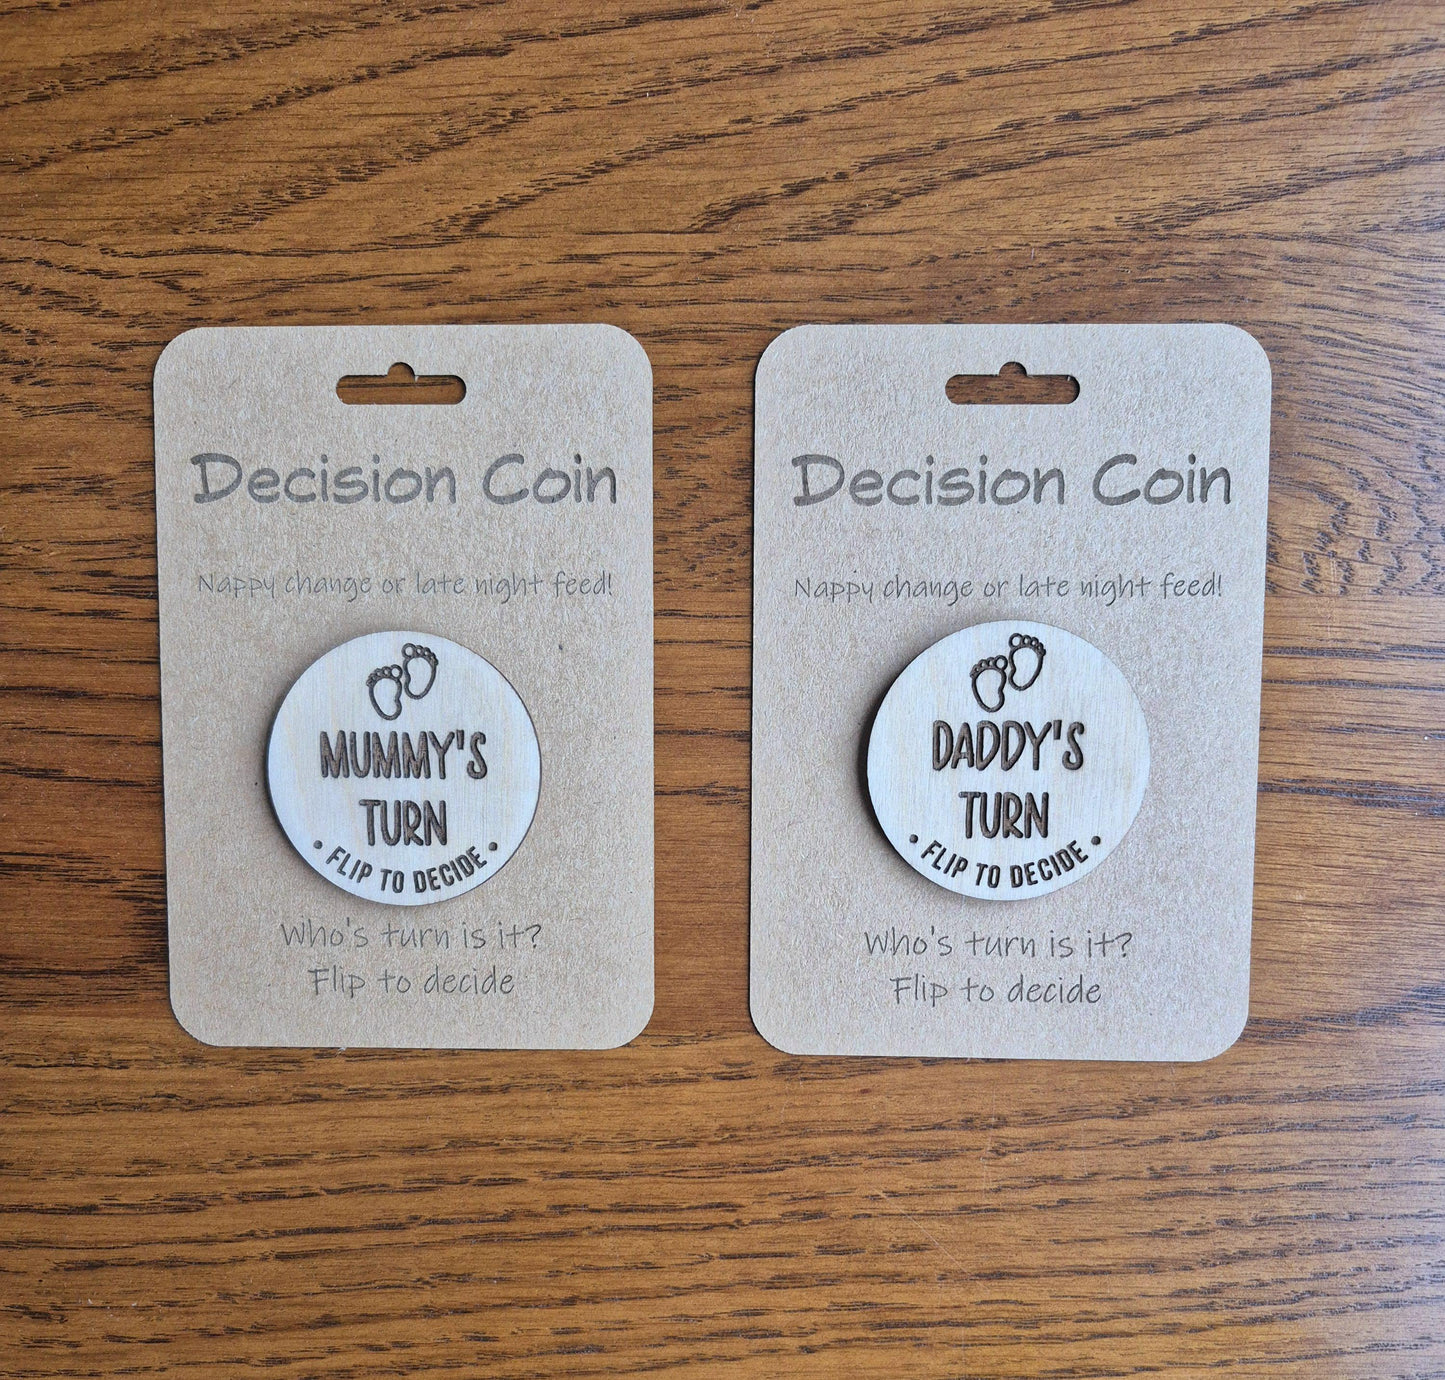 Decision Coin
Nappy change or late night feed!
MUMMY'S
TURN
• FLIP TO DECIDE •
Who's turn is it?
Flip to decide
Decision Coin
Nappy change or late night feed!
DADDY'S
TURN
• FLIP TO DECIDE •
Who's turn is it?
Flip to decide